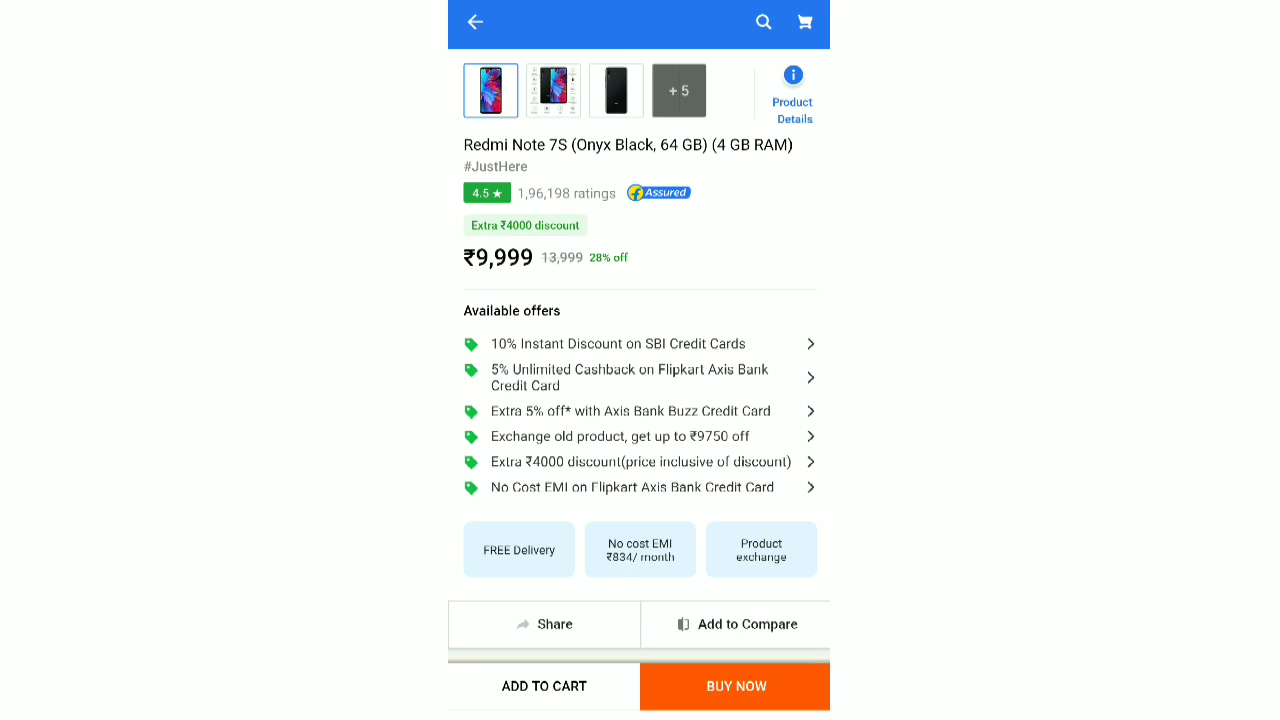 + 5
Product
Details
Redmi Note 7S (Onyx Black, 64 GB) (4 GB RAM)
#JustHere
4.5 ★ 1,96,198 ratings Assured
Extra ₹4000 discount
₹9,999 13,999 28% off
Available offers
10% Instant Discount on SBI Credit Cards
5% Unlimited Cashback on Flipkart Axis Bank
Credit Card
Extra 5% off* with Axis Bank Buzz Credit Card
Exchange old product, get up to ₹9750 off
Extra ₹4000 discount(price inclusive of discount)
No Cost EMI on Flipkart Axis Bank Credit Card
FREE Delivery
No cost EMI
₹834/ month
Product
exchange
Share
Add to Compare
ADD TO CART
BUY NOW